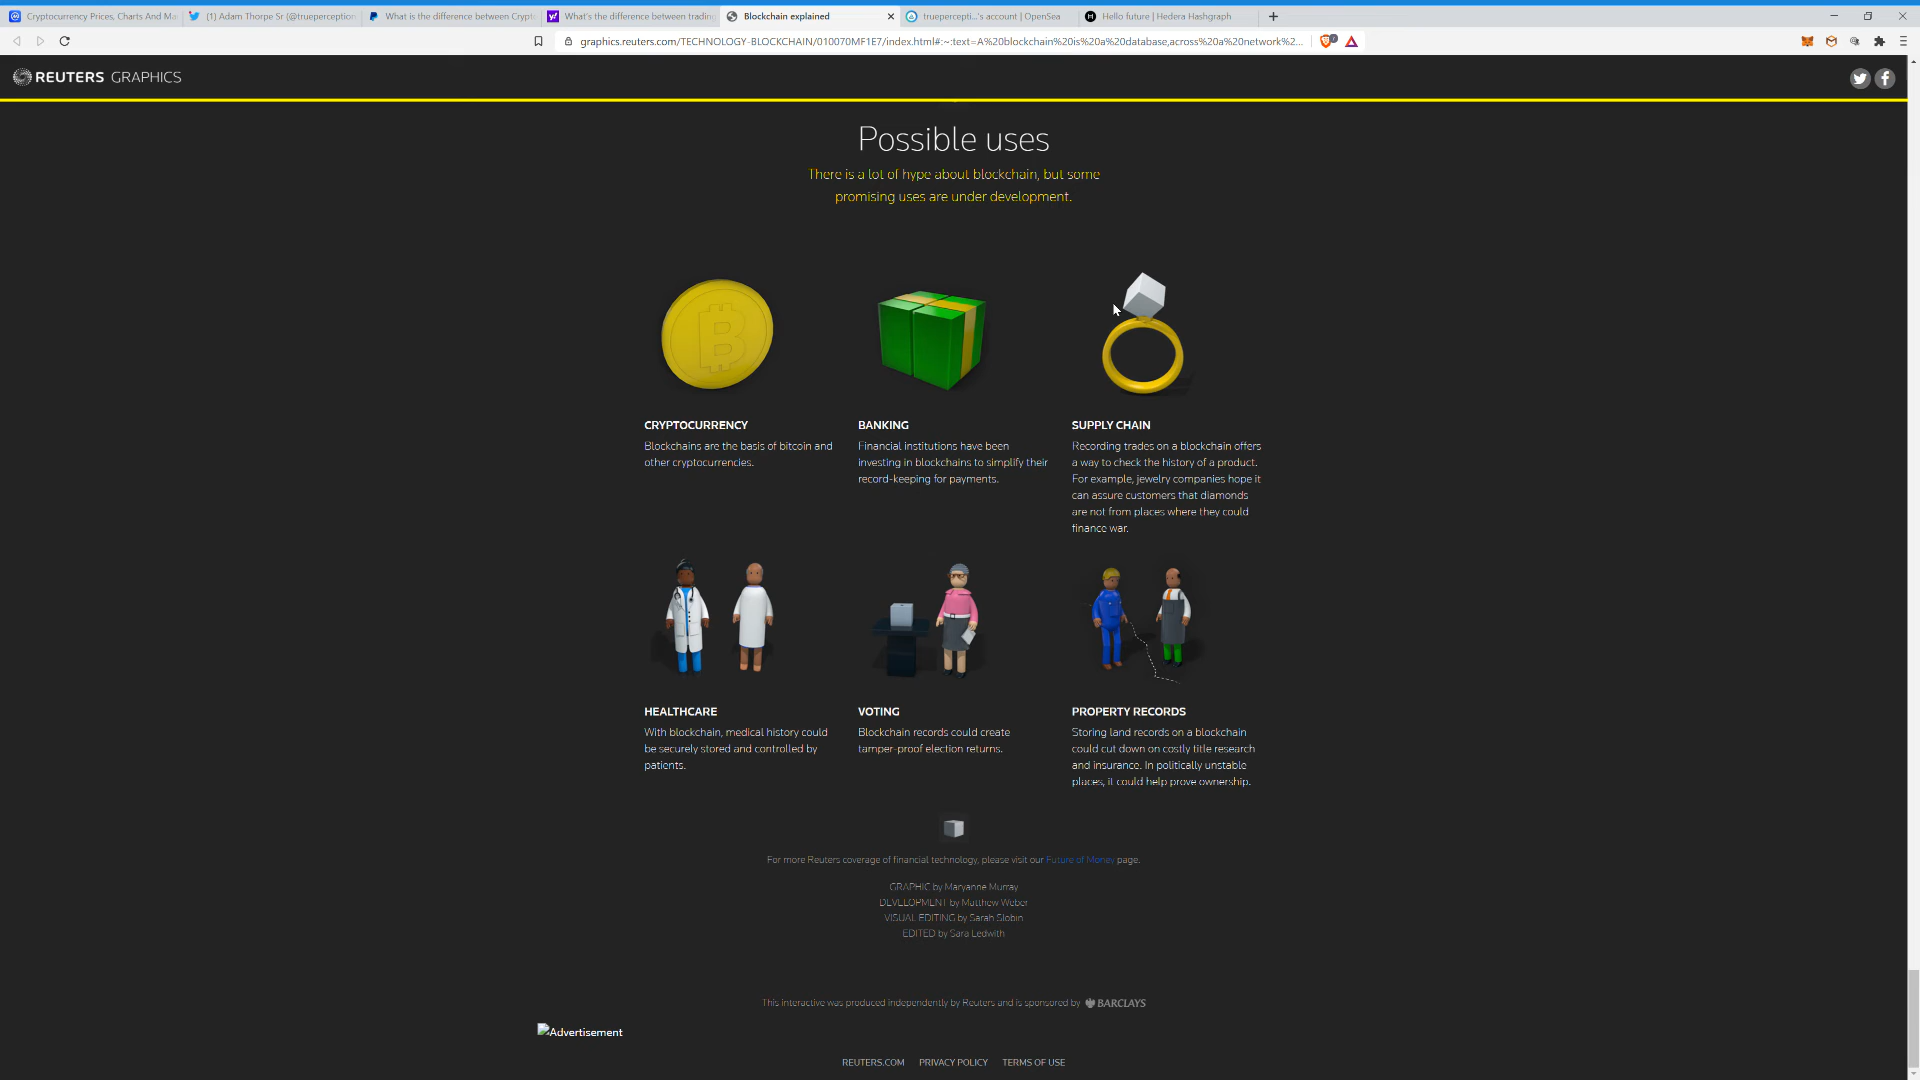 Cryptocurrency Prices, Charts And Ma
(1) Adam Thorpe Sr (@trueperception
What is the difference between Crypt
What's the difference between trading
Blockchain explained
truepercepti...'s account | OpenSea
Hello future | Hedera Hashgraph
graphics.reuters.com/TECHNOLOGY-BLOCKCHAIN/010070MF1E7/index.html#:~:text=A%20blockchain%20is%20a%20database,across%20a%20network%2...
REUTERS GRAPHICS
Possible uses
There is a lot of hype about blockchain, but some
promising uses are under development.
B
CRYPTOCURRENCY
Blockchains are the basis of bitcoin and
other cryptocurrencies.
BANKING
Financial institutions have been
investing in blockchains to simplify their
record-keeping for payments.
SUPPLY CHAIN
Recording trades on a blockchain offers
a way to check the history of a product.
For example, jewelry companies hope it
can assure customers that diamonds
are not from places where they could
finance war.
HEALTHCARE
With blockchain, medical history could
be securely stored and controlled by
patients.
VOTING
Blockchain records could create
tamper-proof election returns.
PROPERTY RECORDS
Storing land records on a blockchain
could cut down on costly title research
and insurance. In politically unstable
places, it could help prove ownership.
For more Reuters coverage of financial technology, please visit our Future of Money page.
GRAPHIC by Maryanne Murray
DEVELOPMENT by Matthew Weber
VISUAL EDITING by Sarah Slobin
EDITED by Sara Ledwith
This interactive was produced independently by Reuters and is sponsored by BARCLAYS
Advertisement
REUTERS.COM PRIVACY POLICY TERMS OF USE